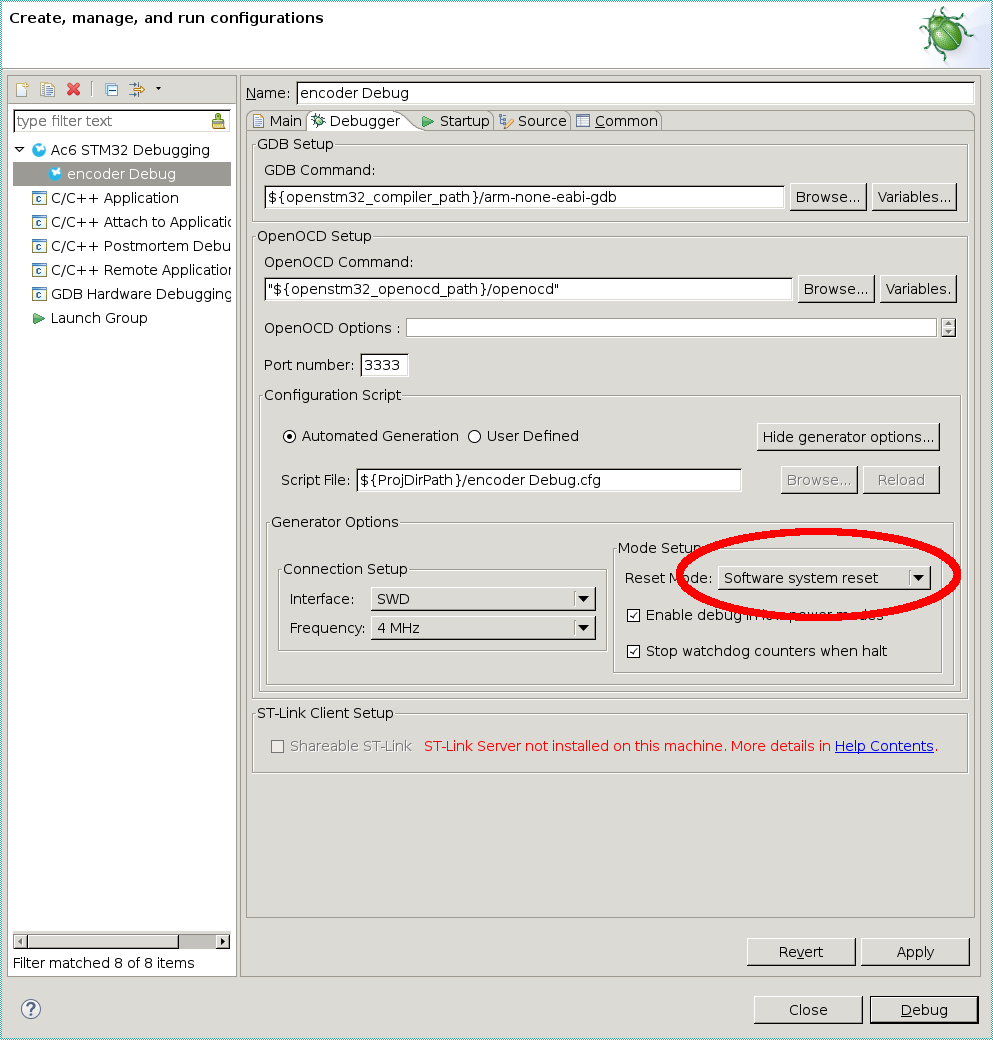 Create, manage, and run configurations
type filter text
Ac6 STM32 Debugging
encoder Debug
C/C++ Application
C/C++ Attach to Applicatio
C/C++ Postmortem Debu
C/C++ Remote Application
GDB Hardware Debugging
Launch Group
Filter matched 8 of 8 items
Name: encoder Debug
Main Debugger Startup Source Common
GDB Setup
GDB Command:
${openstm32_compiler_path}/arm-none-eabi-gdb Browse... Variables...
OpenOCD Setup
OpenOCD Command:
"${openstm32_openocd_path}/openocd" Browse... Variables.
OpenOCD Options :
Port number: 3333
Configuration Script
Automated Generation User Defined Hide generator options...
Script File: ${ProjDirPath}/encoder Debug.cfg Browse... Reload
Generator Options
Connection Setup
Interface: SWD
Frequency: 4 MHz
Mode Setup
Reset Mode: Software system reset
Enable debug in low power modes
Stop watchdog counters when halt
ST-Link Client Setup
Shareable ST-Link ST-Link Server not installed on this machine. More details in Help Contents.
Revert Apply
Close Debug